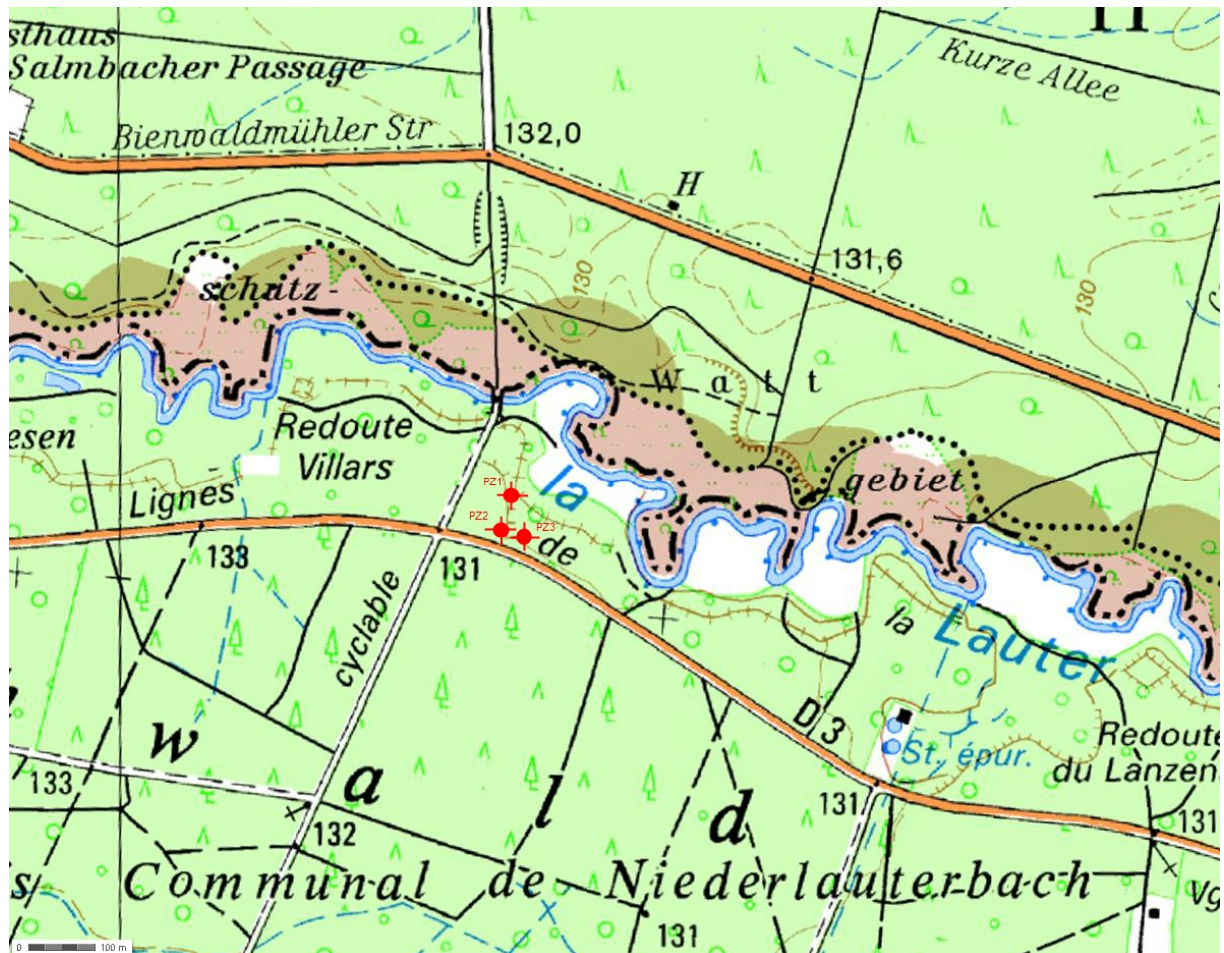 II
sthaus
Salmbacher Passage
Kurze Allee
Bienwaldmühler Str
132,0
H
131,6
130
130
schutz-
Watt
esen
Redoute
Villars
gebiet
Lignes
PZ1
la
PZ2
PZ3
de
133
131
cyclable
la
Lauter
D 3
w
a
l
d
St. épur.
Redoute
du Lanzen
133
132
131
131
Communal de Niederlauterbach
s
Vg
131
0 100 m